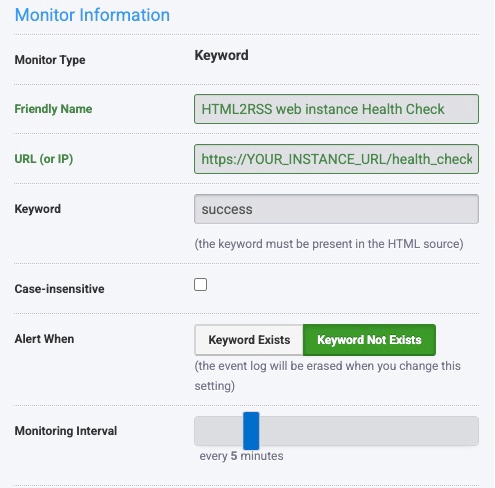 Monitor Information
Monitor Type Keyword
Friendly Name HTML2RSS web instance Health Check
URL (or IP) https://YOUR_INSTANCE_URL/health_check
Keyword success
(the keyword must be present in the HTML source)
Case-insensitive
Alert When Keyword Exists Keyword Not Exists
(the event log will be erased when you change this
setting)
Monitoring Interval
every 5 minutes